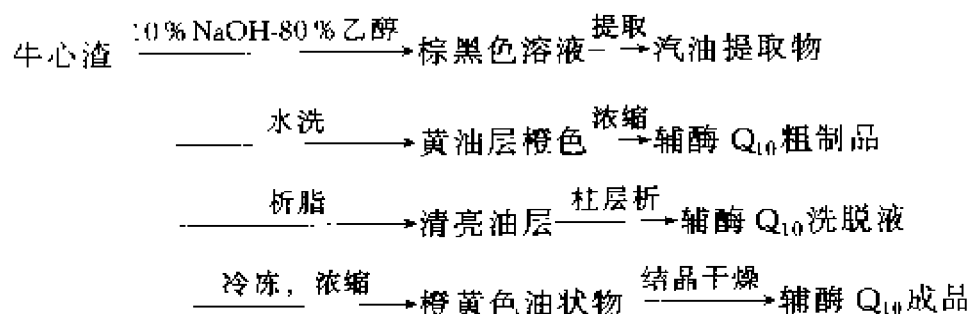 牛心渣 10%NaOH-80%乙醇 棕黑色溶液 提取 汽油提取物
水洗 黄油层橙色 浓缩 辅酶 Q₁₀粗制品
析脂 清亮油层 柱层析 辅酶 Q₁₀洗脱液
冷冻，浓缩 橙黄色油状物 结晶干燥 辅酶 Q₁₀成品